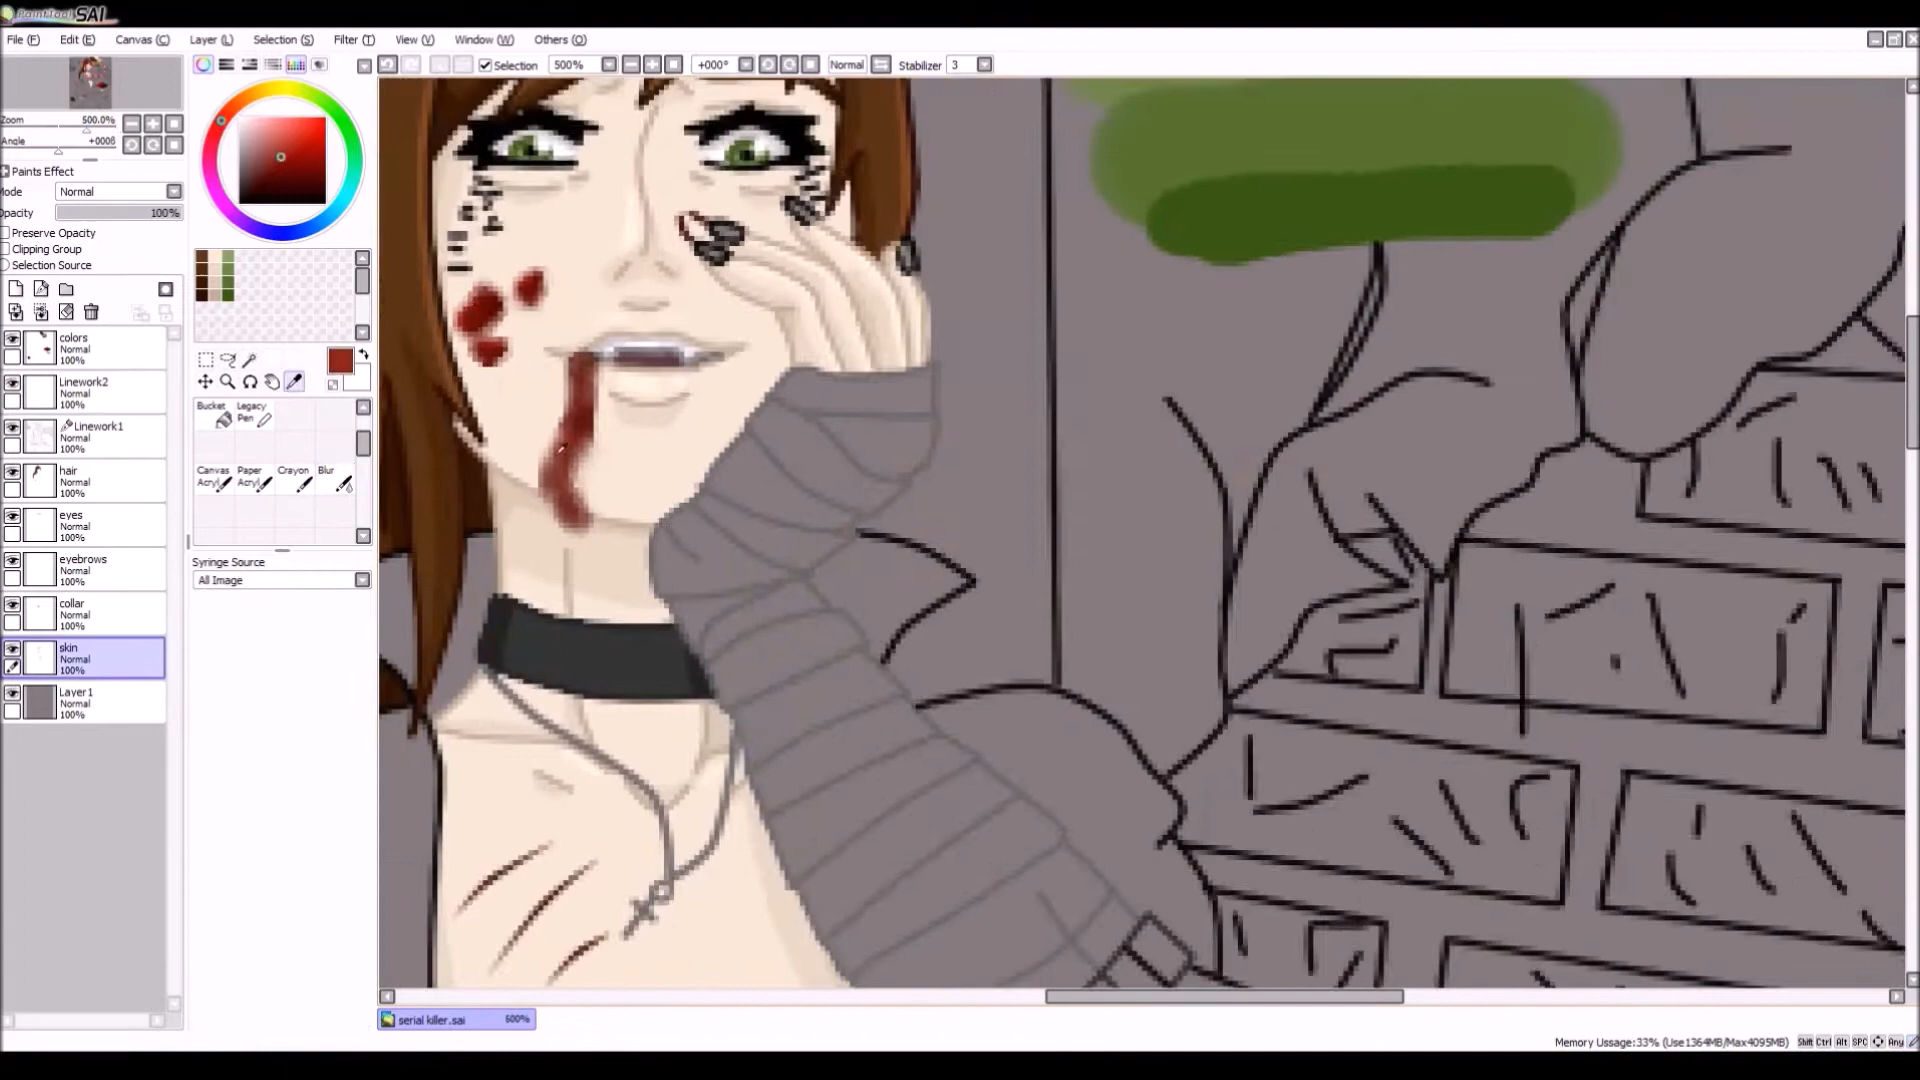 PaintTool SAI
File (F) Edit (E) Canvas (C) Layer (L) Selection (S) Filter (T) View (V) Window (W) Others (O)
Selection 500% +000° Normal Stabilizer 3
Zoom 500.0%
Angle +000ß
Paints Effect
Mode Normal
Opacity 100%
Preserve Opacity
Clipping Group
Selection Source
colors
Normal
100%
Linework2
Normal
100%
Linework1
Normal
100%
hair
Normal
100%
eyes
Normal
100%
eyebrows
Normal
100%
collar
Normal
100%
skin
Normal
100%
Layer1
Normal
100%
Bucket Legacy
Pen
Canvas Paper Crayon Blur
Acryl Acryl
Syringe Source
All Image
serial killer.sai 500%
Memory Ussage:33% (Use1364MB/Max4095MB) Shift Ctrl Alt SPC Any